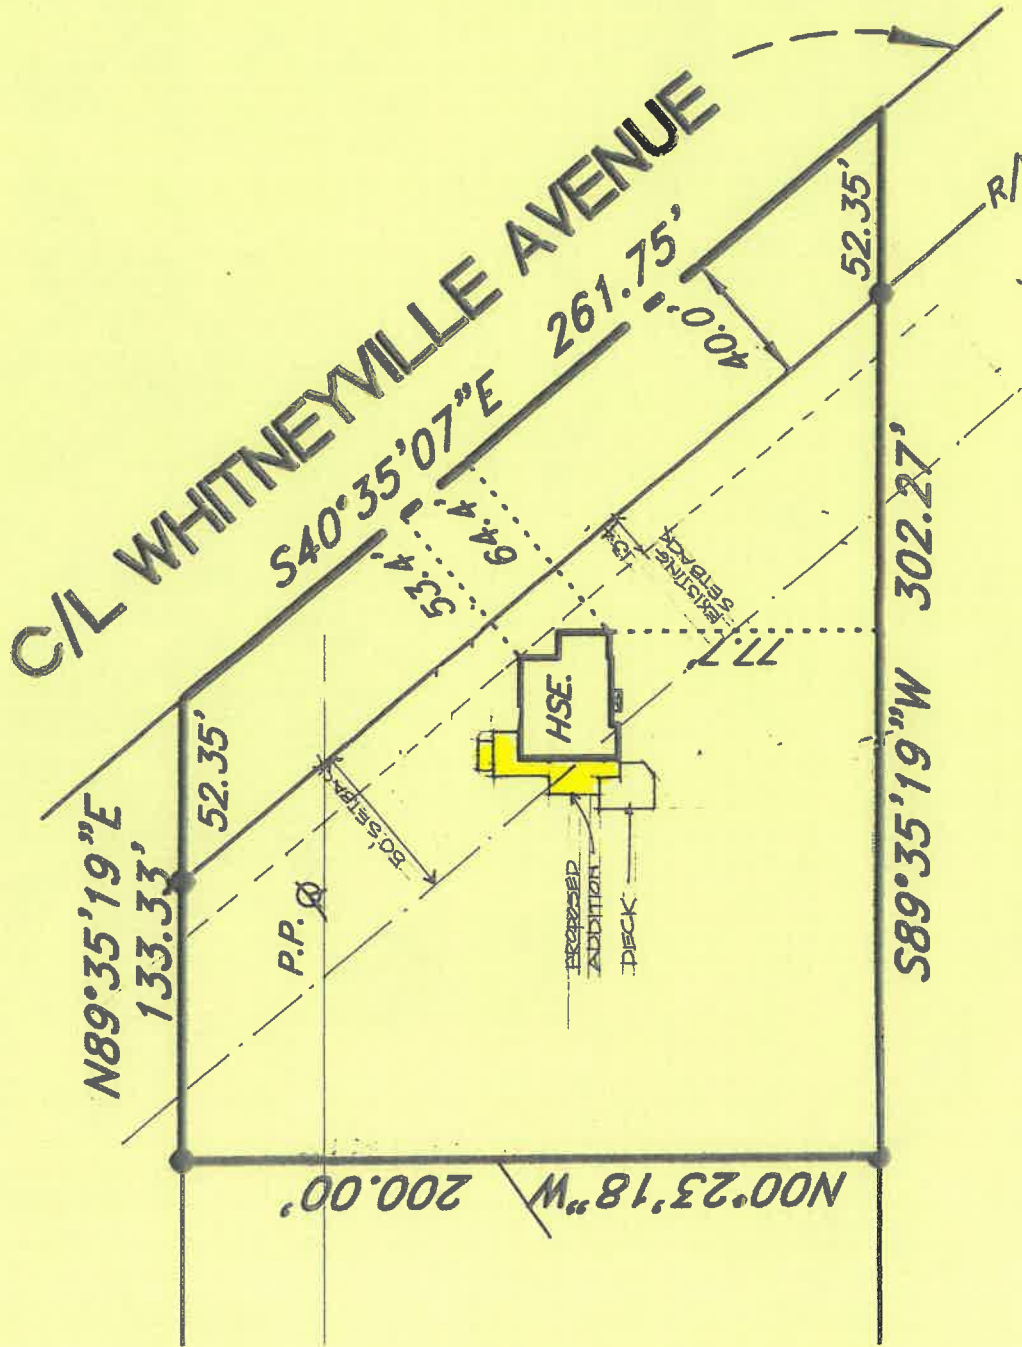 C/L WHITNEYVILLE AVENUE
S40°35'07"E 261.75'
N89°35'19"E
133.33'
52.35'
52.35'
40.0'
53.4'
64.4'
EXISTING
SETBACK
50' SETBACK
77.7'
HSE.
P.P.
PROPOSED
ADDITION
DECK
S89°35'19"W 302.27'
N00°23'18"W 200.00'